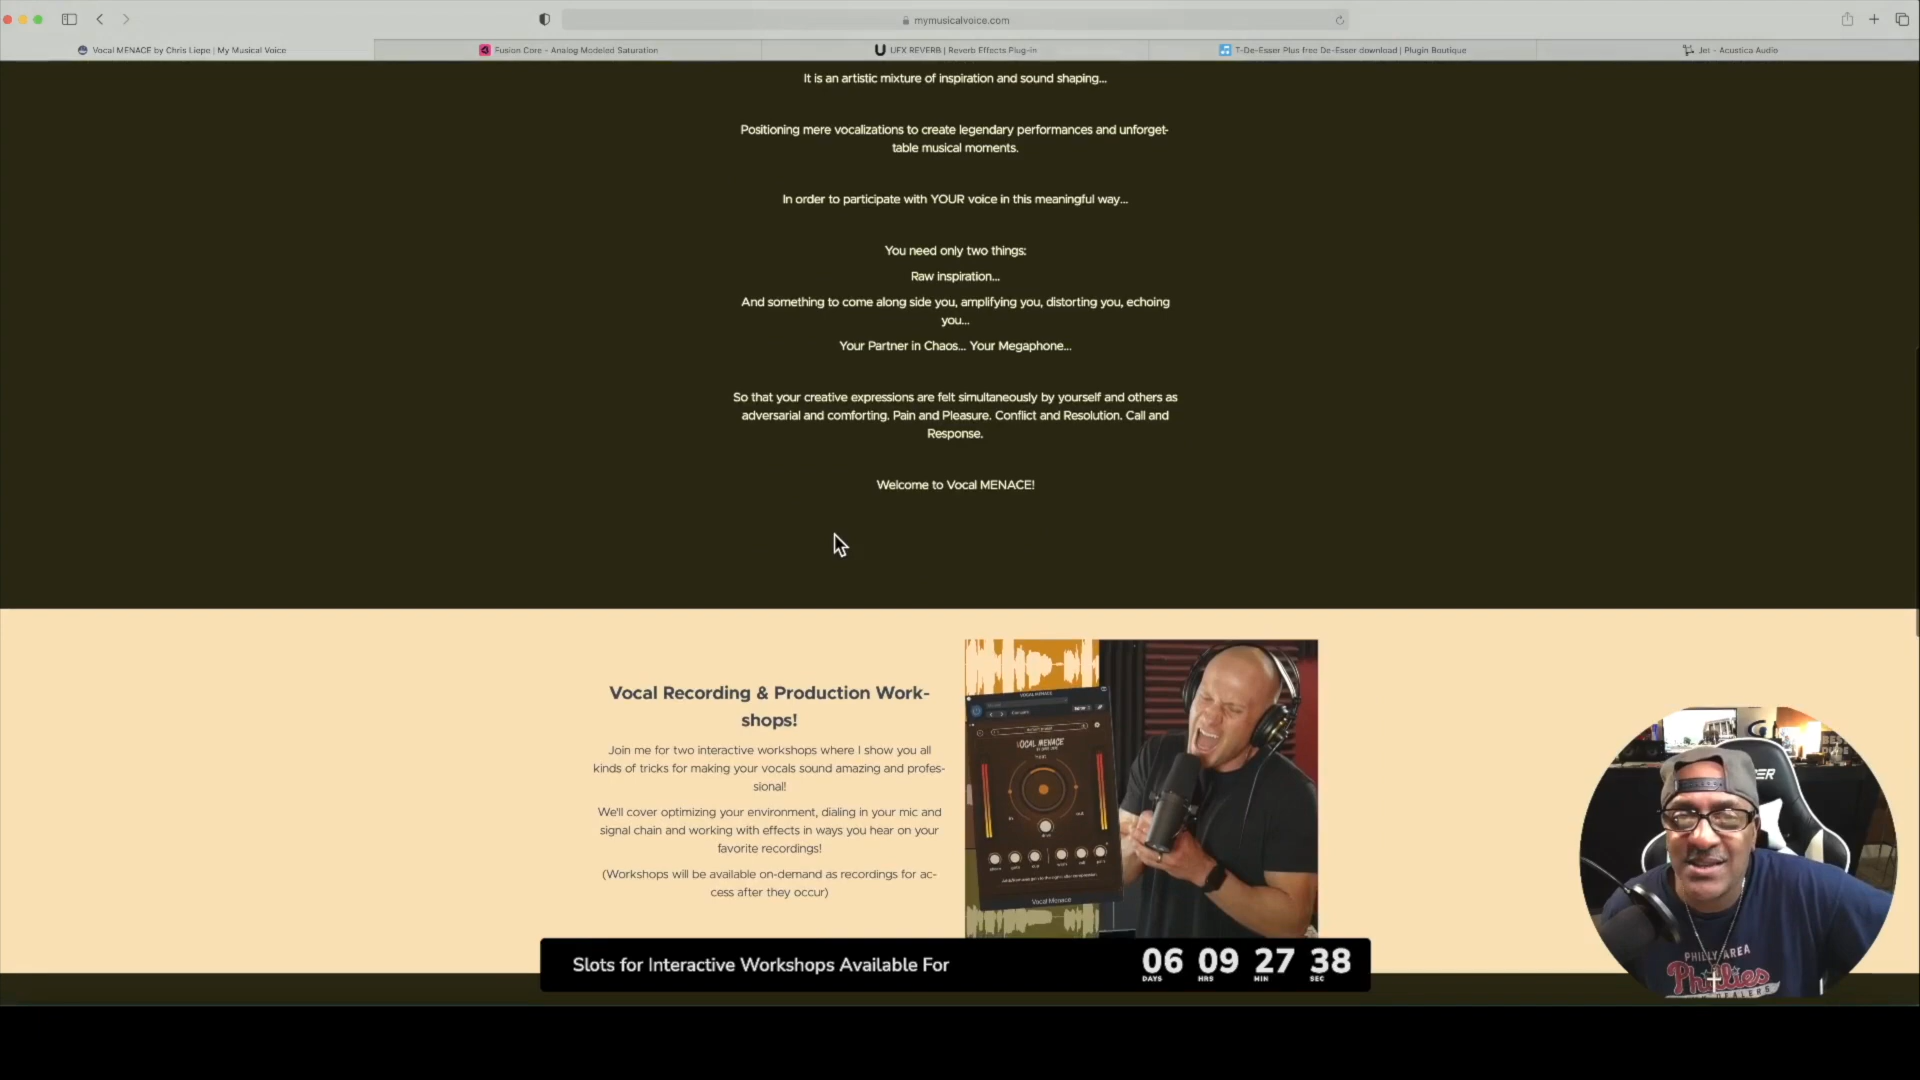 mymusicalvoice.com
Vocal MENACE by Chris Liepe | My Musical Voice
Fusion Core - Analog Modeled Saturation
UFX REVERB | Reverb Effects Plug-in
T-De-Esser Plus free De-Esser download | Plugin Boutique
Jet - Acustica Audio
It is an artistic mixture of inspiration and sound shaping...
Positioning mere vocalizations to create legendary performances and unforget-
table musical moments.
In order to participate with YOUR voice in this meaningful way...
You need only two things:
Raw inspiration...
And something to come along side you, amplifying you, distorting you, echoing
you...
Your Partner in Chaos... Your Megaphone...
So that your creative expressions are felt simultaneously by yourself and others as
adversarial and comforting. Pain and Pleasure. Conflict and Resolution. Call and
Response.
Welcome to Vocal MENACE!
Vocal Recording & Production Work-
shops!
Join me for two interactive workshops where I show you all
kinds of tricks for making your vocals sound amazing and profes-
sional!
We'll cover optimizing your environment, dialing in your mic and
signal chain and working with effects in ways you hear on your
favorite recordings!
(Workshops will be available on-demand as recordings for ac-
cess after they occur)
VOCAL MENACE
VOCAL MENACE
Vocal Menace
Slots for Interactive Workshops Available For
06 09 27 38
DAYS HRS MIN SEC
PHILLY AREA
Phillies
DEALERS